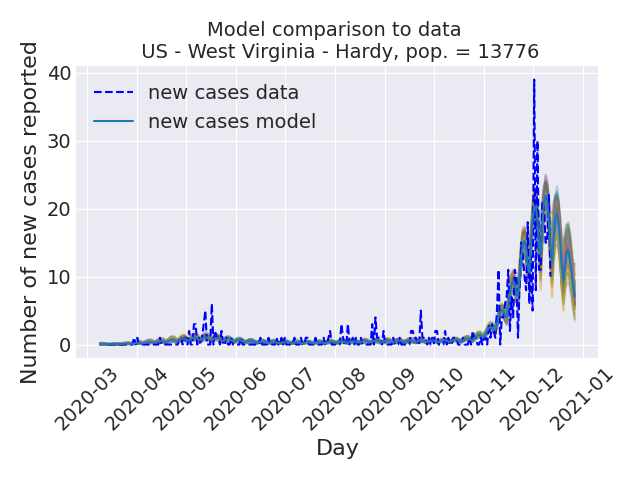 Model comparison to data
US - West Virginia - Hardy, pop. = 13776
Number of new cases reported
40
30
20
10
0
new cases data
new cases model
2020-03
2020-04
2020-05
2020-06
2020-07
2020-08
2020-09
2020-10
2020-11
2020-12
2021-01
Day